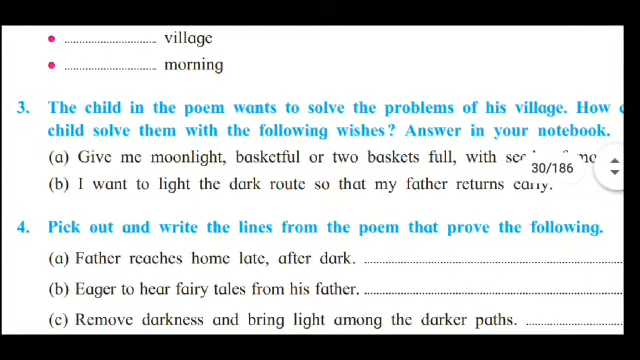 • ................................ village
• ................................ morning
3. The child in the poem wants to solve the problems of his village. How
child solve them with the following wishes? Answer in your notebook.
(a) Give me moonlight, basketful or two baskets full, with
30/186
(b) I want to light the dark route so that my father returns early.
4. Pick out and write the lines from the poem that prove the following.
(a) Father reaches home late, after dark. ................................
(b) Eager to hear fairy tales from his father. ................................
(c) Remove darkness and bring light among the darker paths. ................................